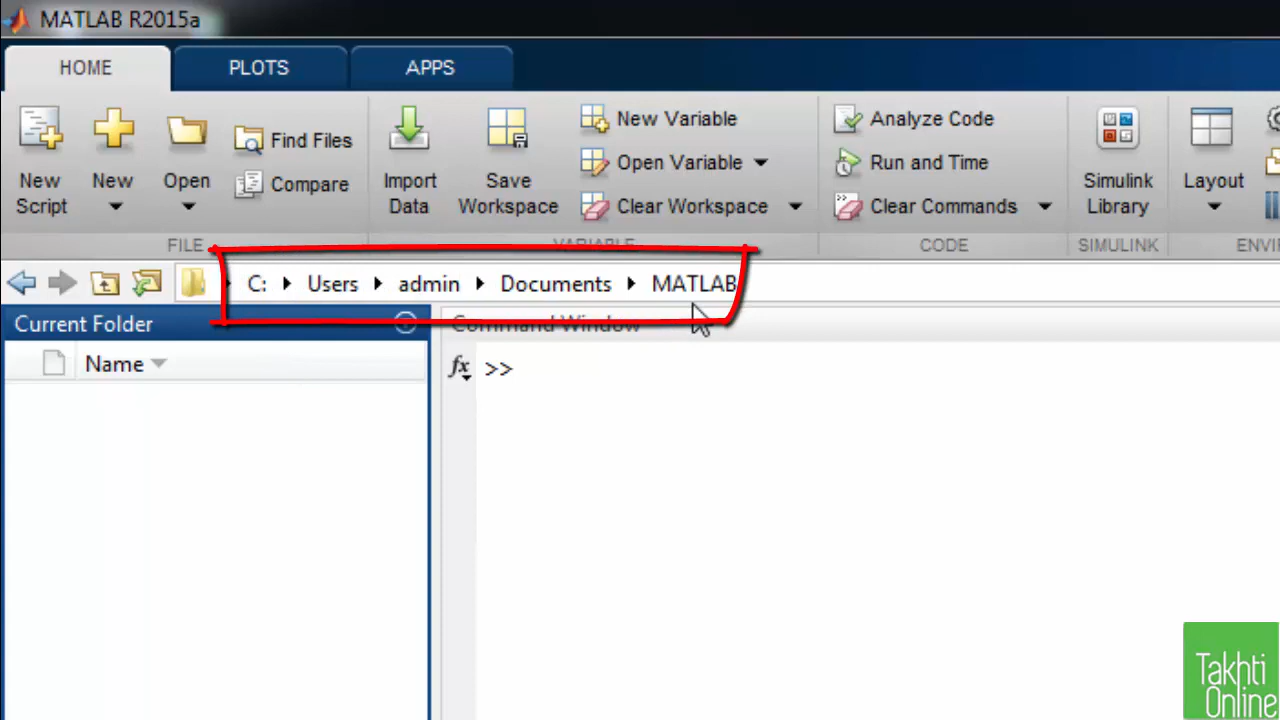 MATLAB R2015a
HOME PLOTS APPS
New Script
New
Open
Find Files
Compare
Import Data
Save Workspace
New Variable
Open Variable
Clear Workspace
Analyze Code
Run and Time
Clear Commands
Simulink Library
Layout
FILE VARIABLE CODE SIMULINK
C: Users admin Documents MATLAB
Current Folder
Command Window
Name
fx >>
Takhti
Online